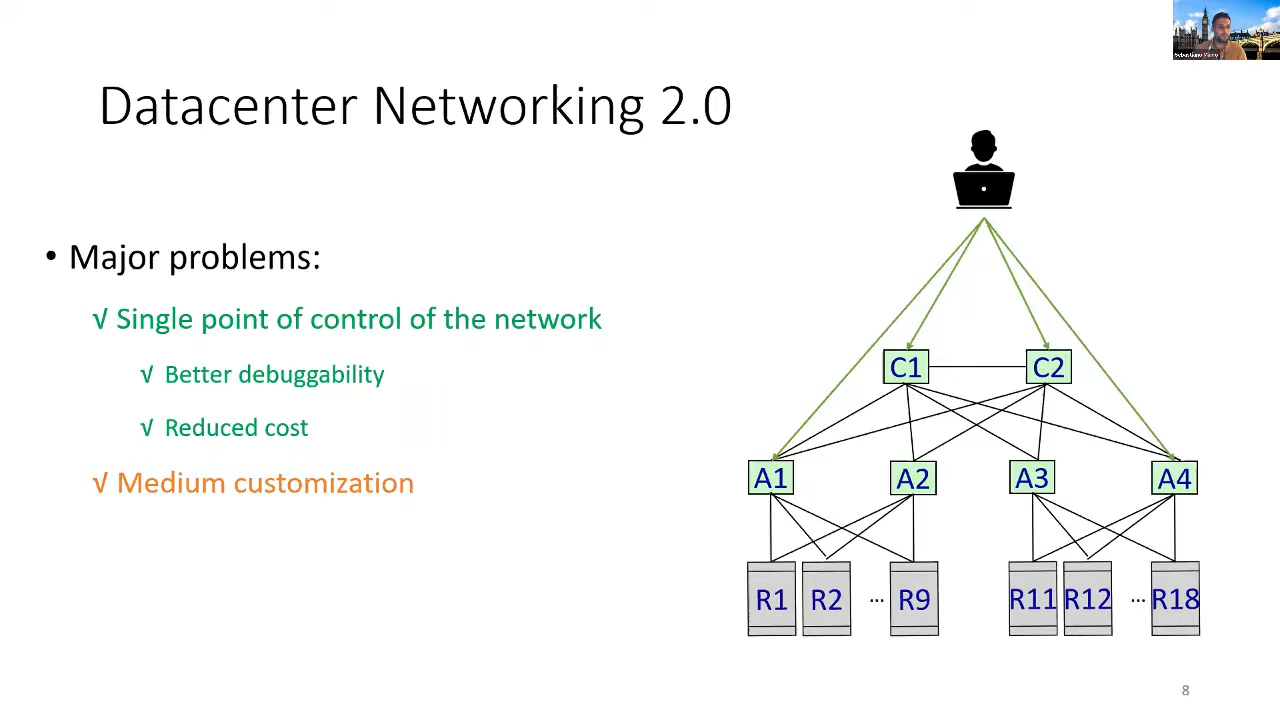 Datacenter Networking 2.0
• Major problems:
√ Single point of control of the network
√ Better debuggability
√ Reduced cost
√ Medium customization
C1 C2
A1 A2 A3 A4
R1 R2 ... R9 R11 R12 ... R18
8